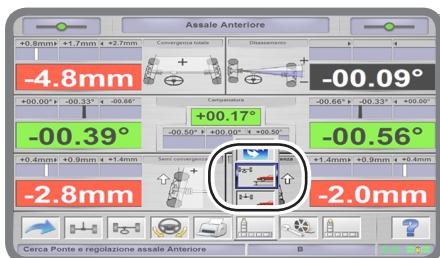 Assale Anteriore
+0.8mm +1.7mm +2.7mm
Convergenza totale
Disassamento
-4.8mm
-00.09°
+00.00° -00.33° -00.66°
Campanatura
-00.66° -00.33° +00.00°
+00.17°
-00.39°
-00.50° +00.00° +00.50°
-00.56°
+0.4mm +0.9mm +1.4mm
Semi convergenza
+1.4mm +0.9mm +0.4mm
-2.8mm
-2.0mm
Cerca Ponte e regolazione assale Anteriore
B